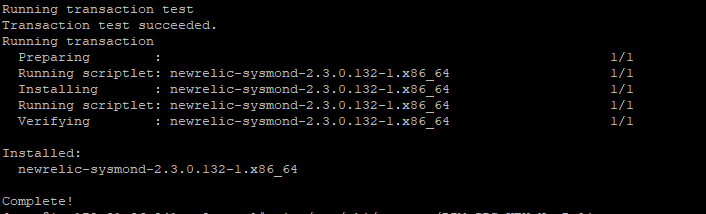 Running transaction test
Transaction test succeeded.
Running transaction
Preparing : 1/1
Running scriptlet: newrelic-sysmond-2.3.0.132-1.x86_64 1/1
Installing : newrelic-sysmond-2.3.0.132-1.x86_64 1/1
Running scriptlet: newrelic-sysmond-2.3.0.132-1.x86_64 1/1
Verifying : newrelic-sysmond-2.3.0.132-1.x86_64 1/1
Installed:
newrelic-sysmond-2.3.0.132-1.x86_64
Complete!